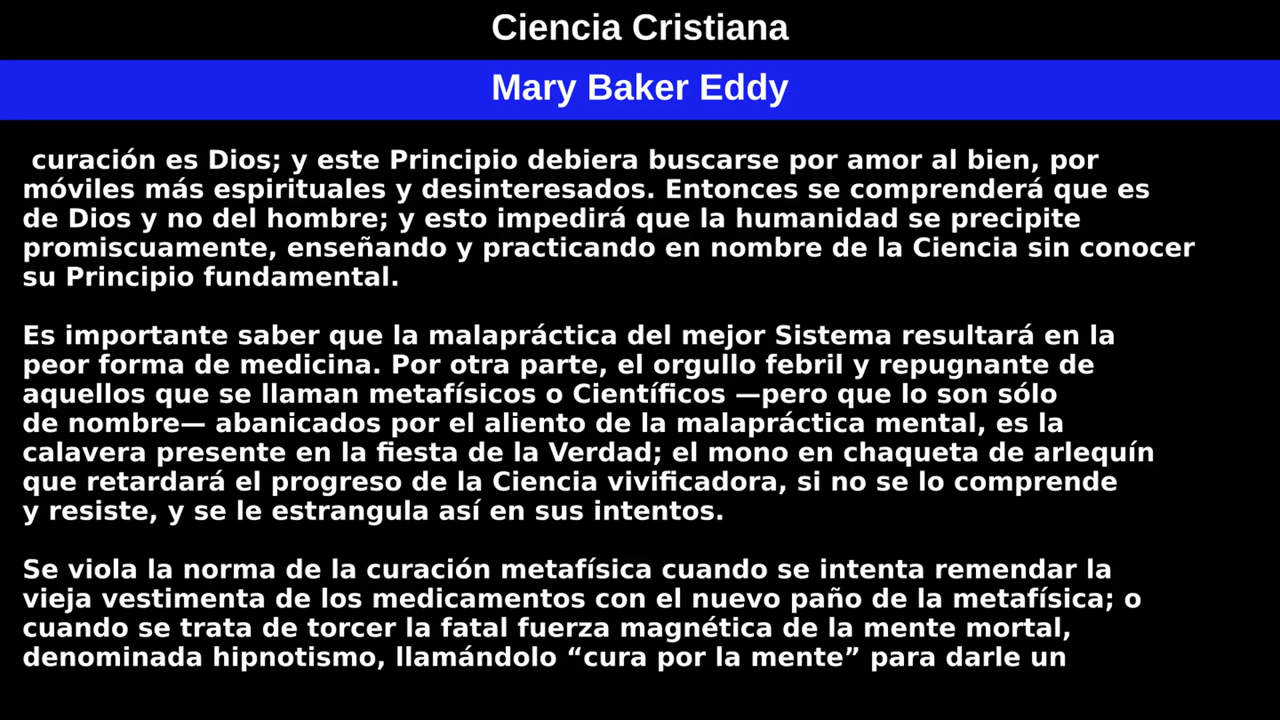 Ciencia Cristiana
Mary Baker Eddy
curación es Dios; y este Principio debiera buscarse por amor al bien, por
móviles más espirituales y desinteresados. Entonces se comprenderá que es
de Dios y no del hombre; y esto impedirá que la humanidad se precipite
promiscuamente, enseñando y practicando en nombre de la Ciencia sin conocer
su Principio fundamental.
Es importante saber que la malapráctica del mejor Sistema resultará en la
peor forma de medicina. Por otra parte, el orgullo febril y repugnante de
aquellos que se llaman metafísicos o Científicos —pero que lo son sólo
de nombre— abanicados por el aliento de la malapráctica mental, es la
calavera presente en la fiesta de la Verdad; el mono en chaqueta de arlequín
que retardará el progreso de la Ciencia vivificadora, si no se lo comprende
y resiste, y se le estrangula así en sus intentos.
Se viola la norma de la curación metafísica cuando se intenta remendar la
vieja vestimenta de los medicamentos con el nuevo paño de la metafísica; o
cuando se trata de torcer la fatal fuerza magnética de la mente mortal,
denominada hipnotismo, llamándolo “cura por la mente” para darle un